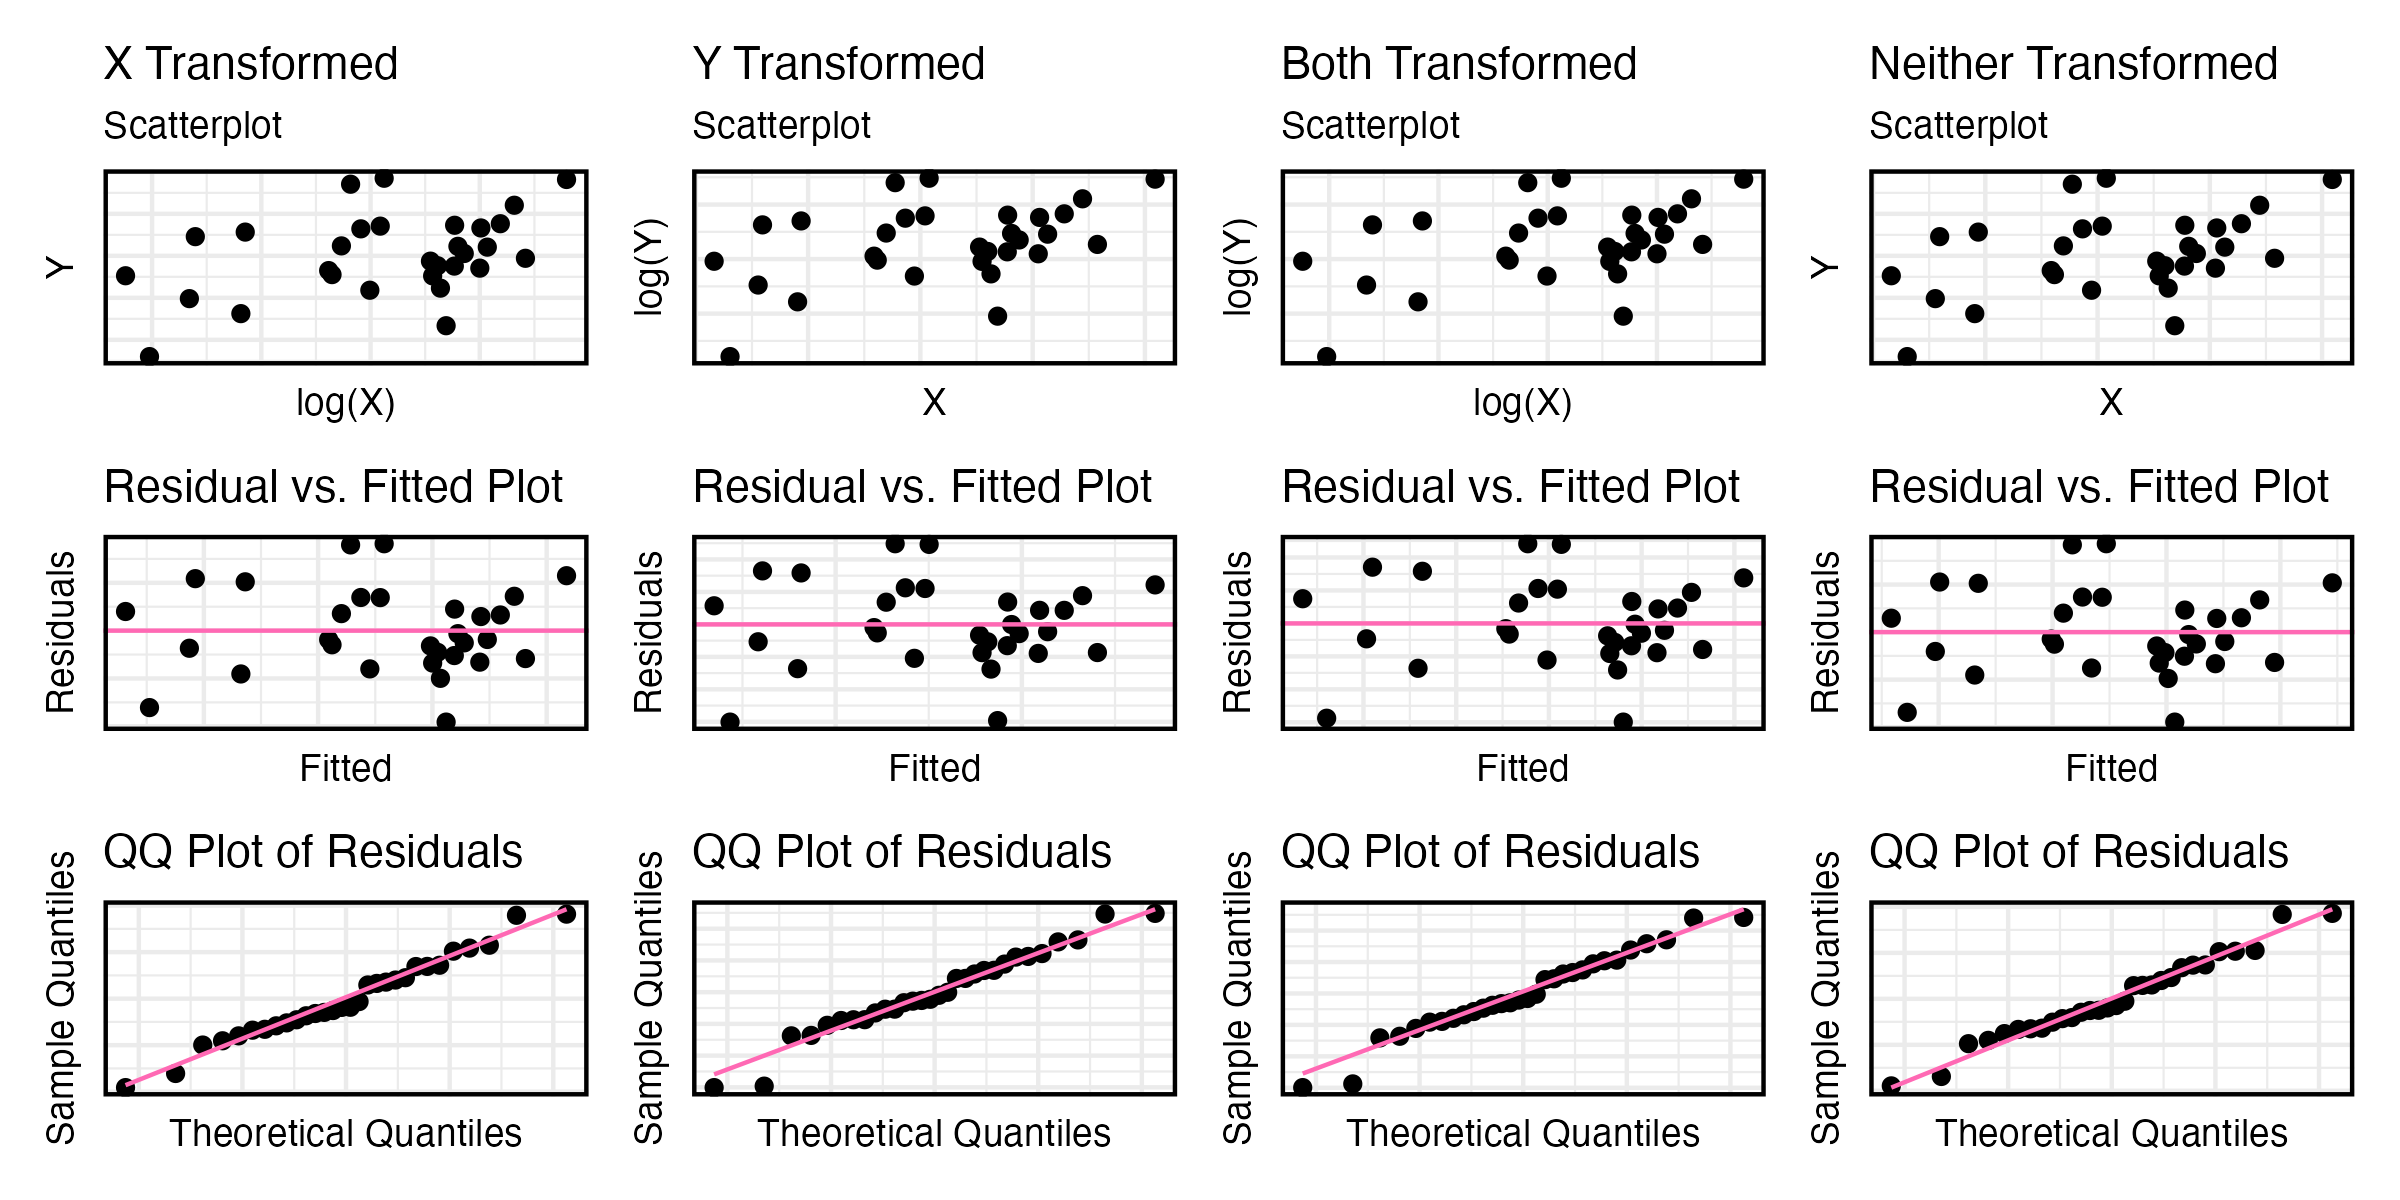 X Transformed
Scatterplot
Y
log(X)
Residual vs. Fitted Plot
Residuals
Fitted
QQ Plot of Residuals
Sample Quantiles
Theoretical Quantiles
Y Transformed
Scatterplot
log(Y)
X
Residual vs. Fitted Plot
Residuals
Fitted
QQ Plot of Residuals
Sample Quantiles
Theoretical Quantiles
Both Transformed
Scatterplot
log(Y)
log(X)
Residual vs. Fitted Plot
Residuals
Fitted
QQ Plot of Residuals
Sample Quantiles
Theoretical Quantiles
Neither Transformed
Scatterplot
Y
X
Residual vs. Fitted Plot
Residuals
Fitted
QQ Plot of Residuals
Sample Quantiles
Theoretical Quantiles